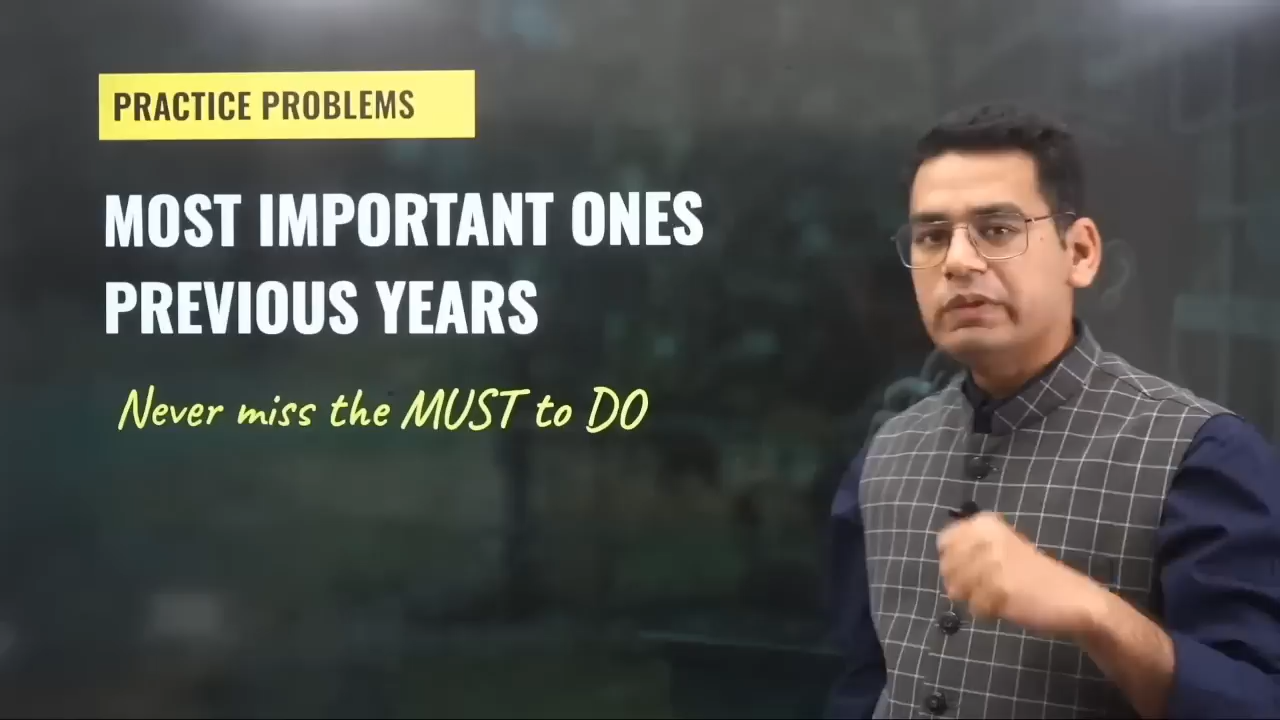 PRACTICE PROBLEMS
MOST IMPORTANT ONES
PREVIOUS YEARS
Never miss the MUST to DO